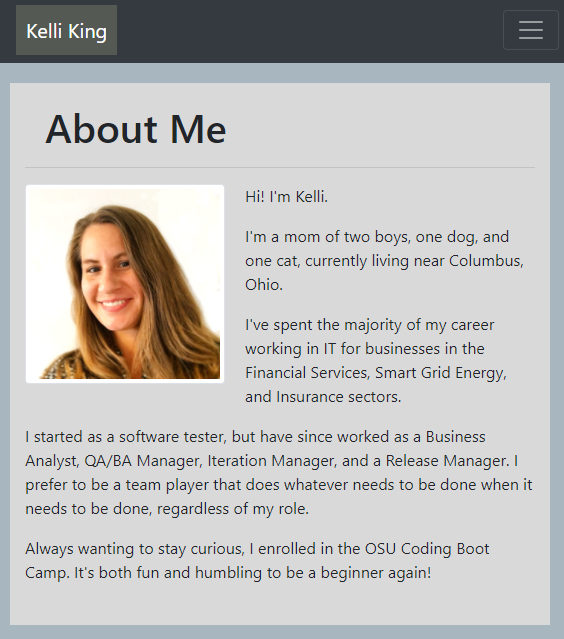 Kelli King
About Me
Hi! I'm Kelli.
I'm a mom of two boys, one dog, and
one cat, currently living near Columbus,
Ohio.
I've spent the majority of my career
working in IT for businesses in the
Financial Services, Smart Grid Energy,
and Insurance sectors.
I started as a software tester, but have since worked as a Business
Analyst, QA/BA Manager, Iteration Manager, and a Release Manager. I
prefer to be a team player that does whatever needs to be done when it
needs to be done, regardless of my role.
Always wanting to stay curious, I enrolled in the OSU Coding Boot
Camp. It's both fun and humbling to be a beginner again!